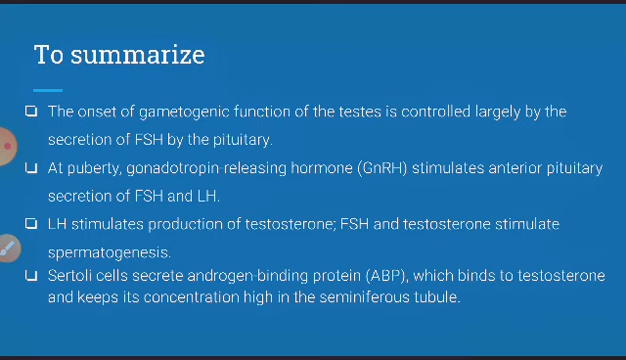 To summarize
The onset of gametogenic function of the testes is controlled largely by the
secretion of FSH by the pituitary.
At puberty, gonadotropin-releasing hormone (GnRH) stimulates anterior pituitary
secretion of FSH and LH.
LH stimulates production of testosterone; FSH and testosterone stimulate
spermatogenesis.
Sertoli cells secrete androgen-binding protein (ABP), which binds to testosterone
and keeps its concentration high in the seminiferous tubule.